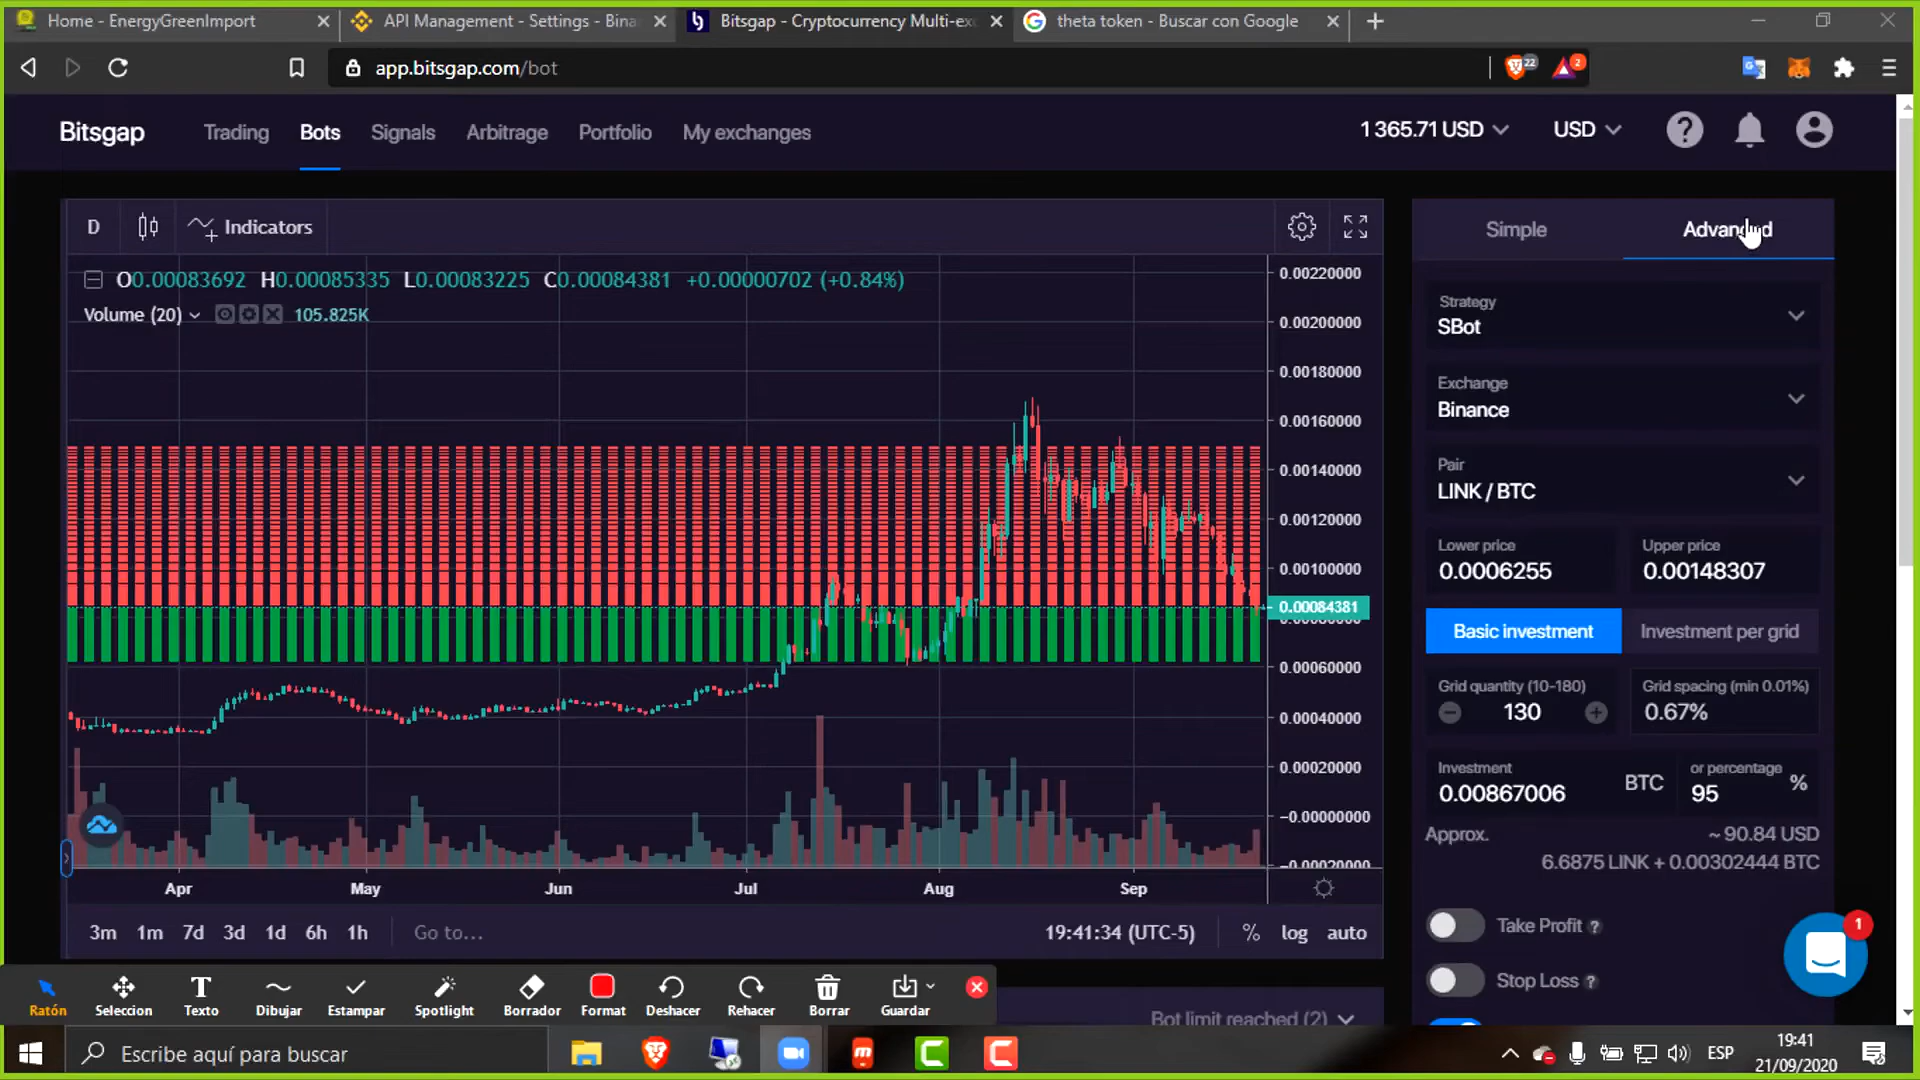 Home - EnergyGreenImport
API Management - Settings - Bina
Bitsgap - Cryptocurrency Multi-ex
theta token - Buscar con Google
app.bitsgap.com/bot
22
2
Bitsgap
Trading
Bots
Signals
Arbitrage
Portfolio
My exchanges
1 365.71 USD
USD
D
Indicators
O0.00083692 H0.00085335 L0.00083225 C0.00084381 +0.00000702 (+0.84%)
Volume (20)
105.825K
0.00220000
0.00200000
0.00180000
0.00160000
0.00140000
0.00120000
0.00100000
0.00084381
0.00080000
0.00060000
0.00040000
0.00020000
−0.00000000
−0.00020000
Apr
May
Jun
Jul
Aug
Sep
3m
1m
7d
3d
1d
6h
1h
Go to...
19:41:34 (UTC-5)
%
log
auto
Simple
Advanced
Strategy
SBot
Exchange
Binance
Pair
LINK / BTC
Lower price
0.0006255
Upper price
0.00148307
Basic investment
Investment per grid
Grid quantity (10-180)
130
Grid spacing (min 0.01%)
0.67%
Investment
0.00867006
BTC
or percentage
95
%
Approx.
~ 90.84 USD
6.6875 LINK + 0.00302444 BTC
Take Profit ?
Stop Loss ?
1
Bot limit reached (2)
Ratón
Seleccion
Texto
Dibujar
Estampar
Spotlight
Borrador
Format
Deshacer
Rehacer
Borrar
Guardar
Escribe aquí para buscar
ESP
19:41
21/09/2020